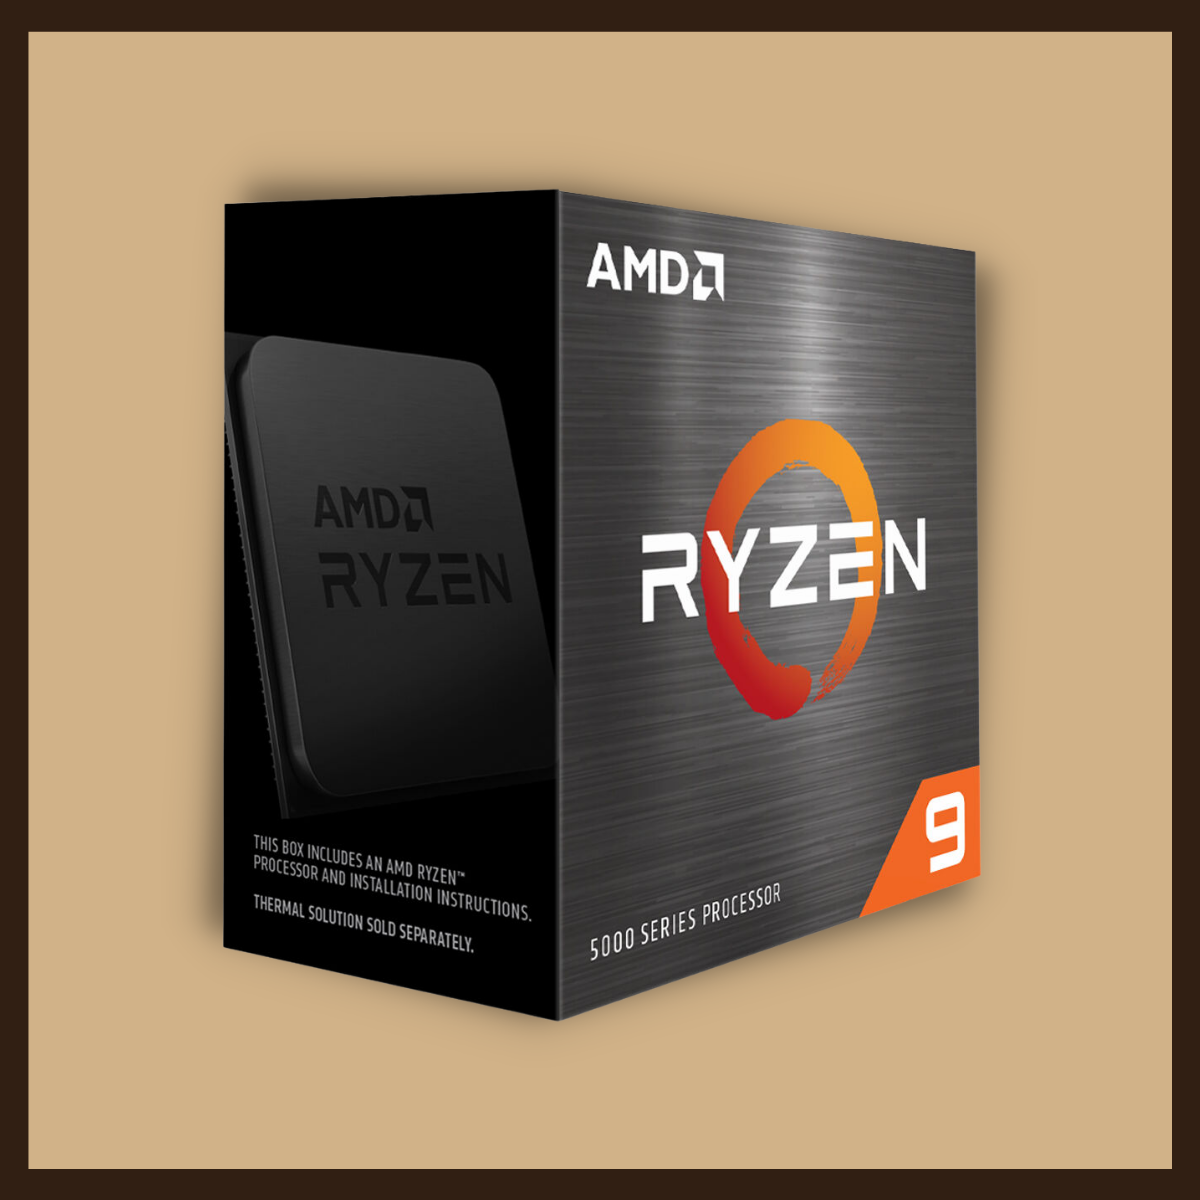 AMD
RYZEN
THIS BOX INCLUDES AN AMD RYZEN™
PROCESSOR AND INSTALLATION INSTRUCTIONS.
THERMAL SOLUTION SOLD SEPARATELY.
AMD
RYZEN
9
5000 SERIES PROCESSOR